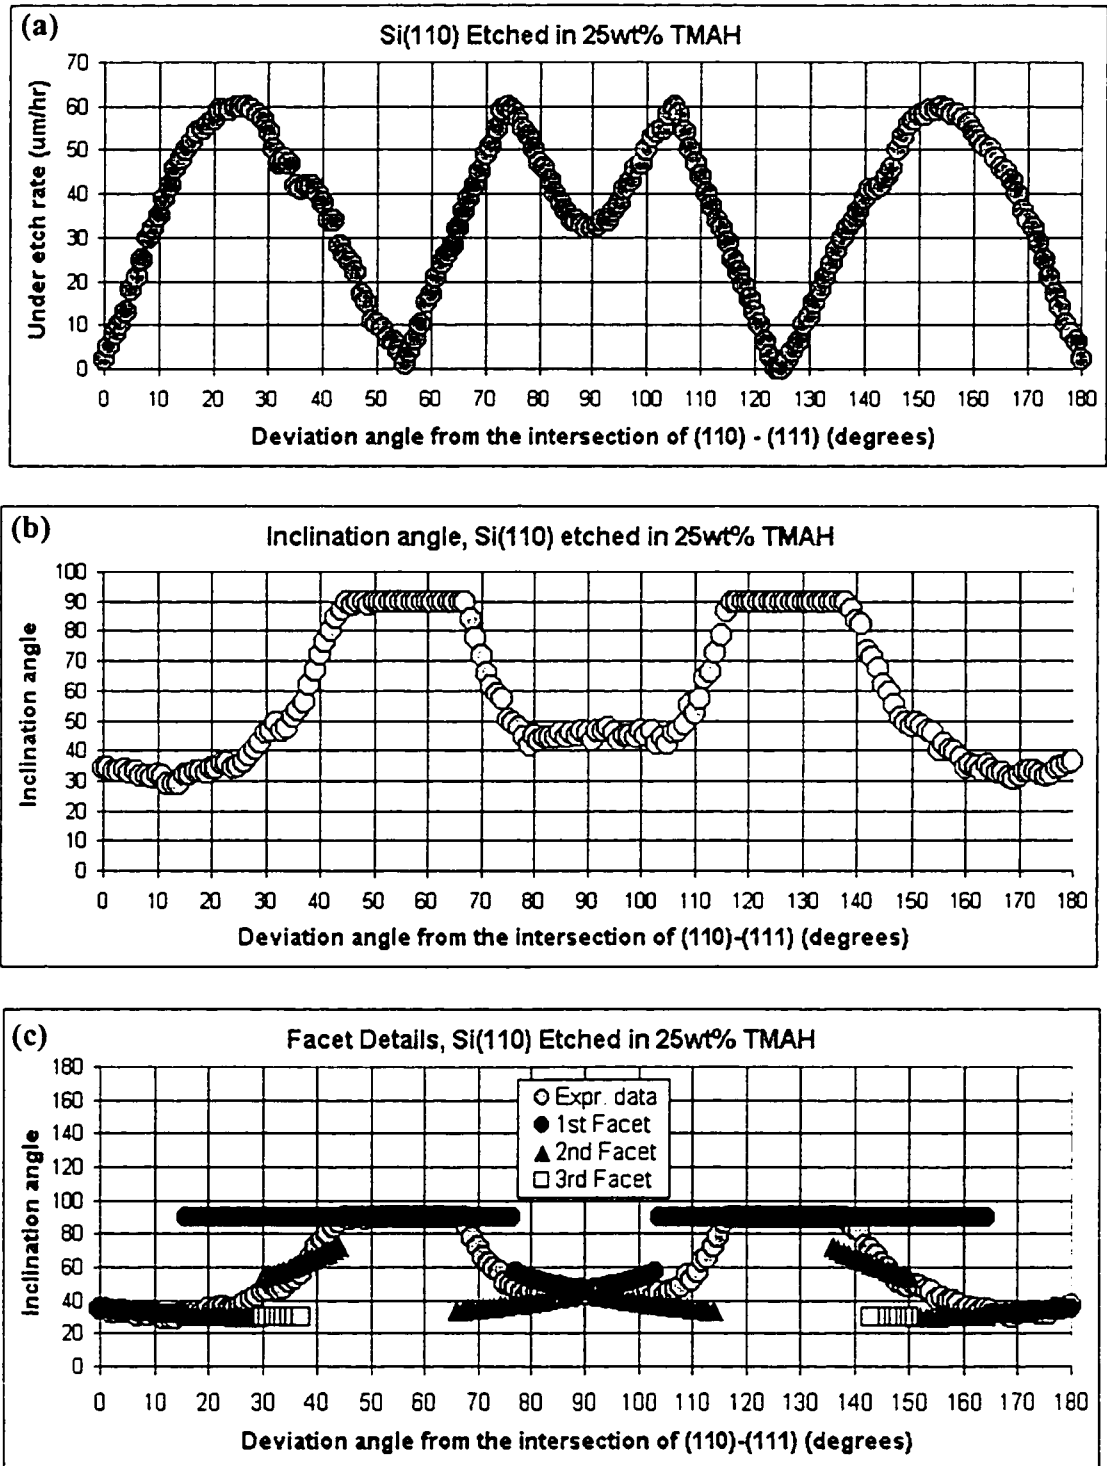 (a)
Si(110) Etched in 25wt% TMAH
Under etch rate (um/hr)
70
60
50
40
30
20
10
0
0 10 20 30 40 50 60 70 80 90 100 110 120 130 140 150 160 170 180
Deviation angle from the intersection of (110) - (111) (degrees)
(b)
Inclination angle, Si(110) etched in 25wt% TMAH
Inclination angle
100
90
80
70
60
50
40
30
20
10
0
0 10 20 30 40 50 60 70 80 90 100 110 120 130 140 150 160 170 180
Deviation angle from the intersection of (110)-(111) (degrees)
(c)
Facet Details, Si(110) Etched in 25wt% TMAH
Inclination angle
180
160
140
120
100
80
60
40
20
0
Expr. data
1st Facet
2nd Facet
3rd Facet
0 10 20 30 40 50 60 70 80 90 100 110 120 130 140 150 160 170 180
Deviation angle from the intersection of (110)-(111) (degrees)